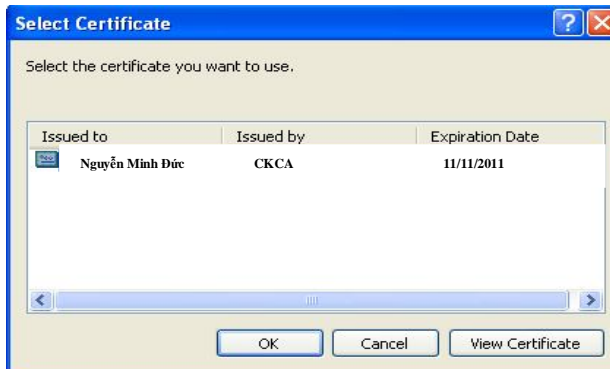 Select Certificate
Select the certificate you want to use.
Issued to Issued by Expiration Date
Nguyễn Minh Đức CKCA 11/11/2011
OK Cancel View Certificate